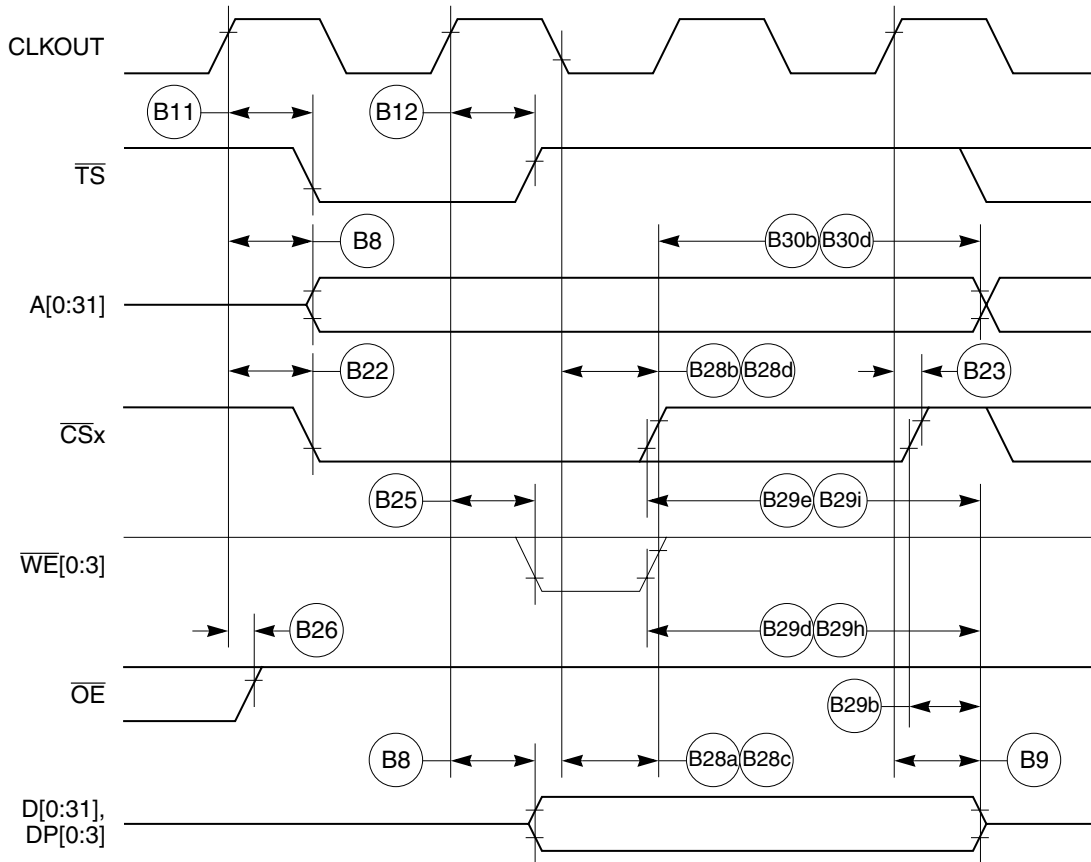 CLKOUT
B11 B12
TS
B8 B30b B30d
A[0:31]
B22 B28b B28d B23
CSx
B25 B29e B29i
WE[0:3]
B26 B29d B29h
OE
B29b
B8 B28a B28c B9
D[0:31],
DP[0:3]